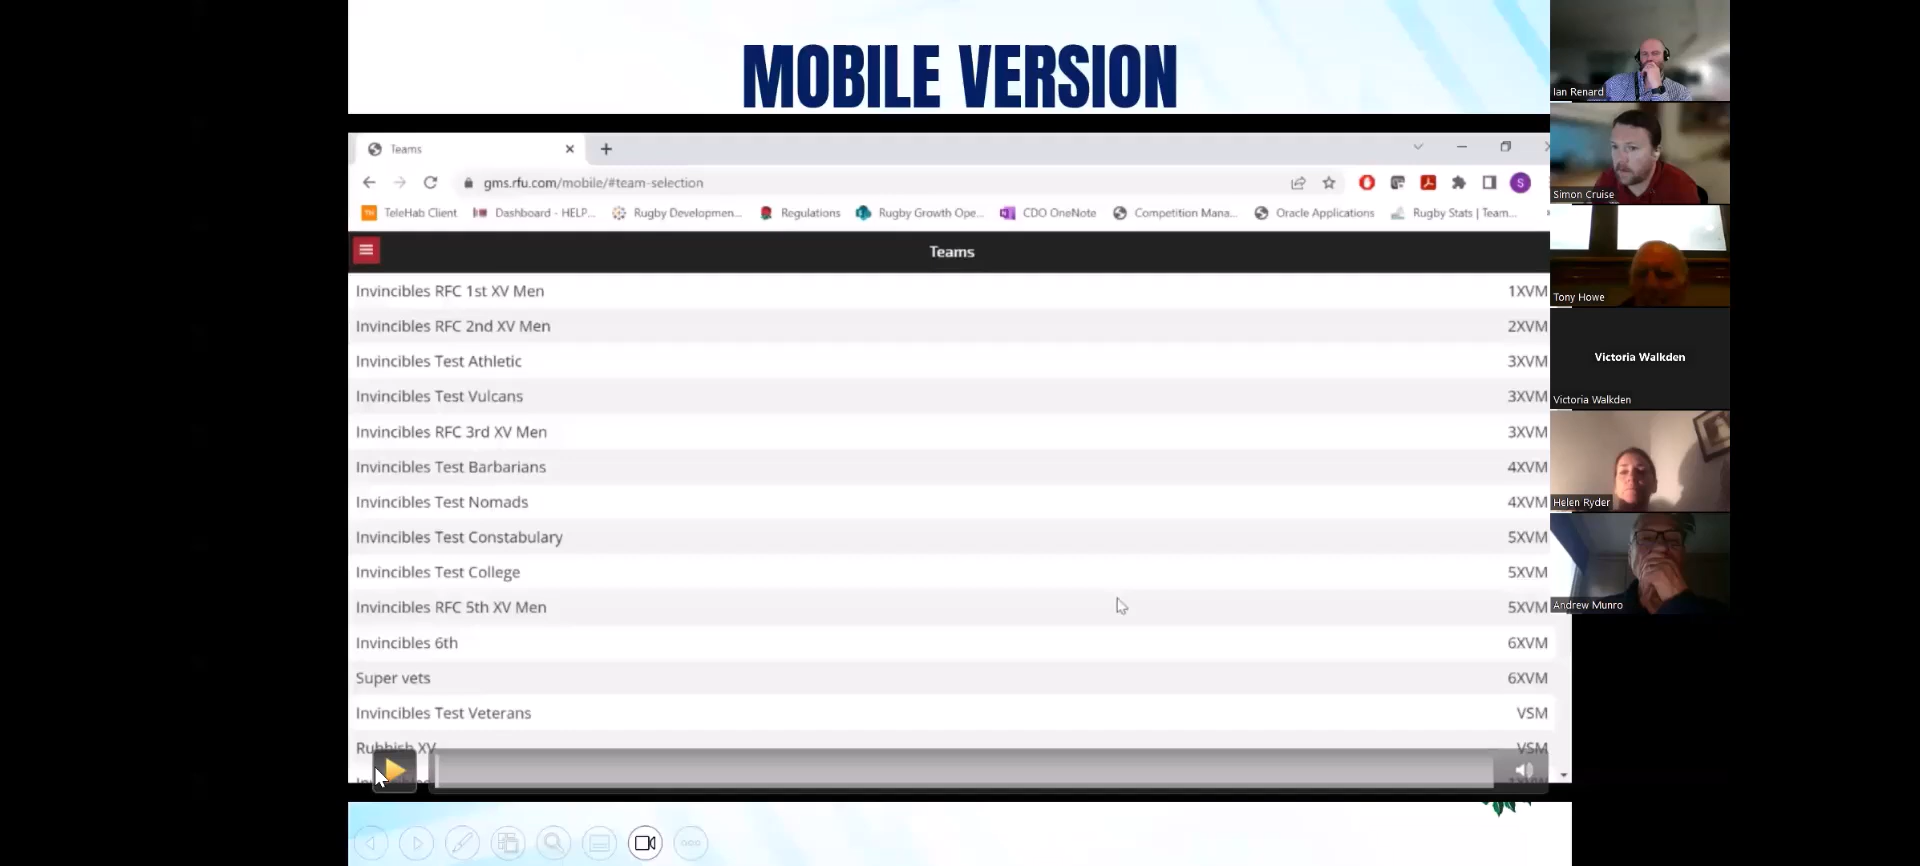 MOBILE VERSION
Teams
gms.rfu.com/mobile/#team-selection
S
TeleHab Client Dashboard - HELP... Rugby Developmen... Regulations Rugby Growth Ope... CDO OneNote Competition Mana... Oracle Applications Rugby Stats | Team...
Teams
Invincibles RFC 1st XV Men 1XVM
Invincibles RFC 2nd XV Men 2XVM
Invincibles Test Athletic 3XVM
Invincibles Test Vulcans 3XVM
Invincibles RFC 3rd XV Men 3XVM
Invincibles Test Barbarians 4XVM
Invincibles Test Nomads 4XVM
Invincibles Test Constabulary 5XVM
Invincibles Test College 5XVM
Invincibles RFC 5th XV Men 5XVM
Invincibles 6th 6XVM
Super vets 6XVM
Invincibles Test Veterans VSM
Rubbish XV VSM
Ian Renard
Simon Cruise
Tony Howe
Victoria Walkden
Victoria Walkden
Helen Ryder
Andrew Munro